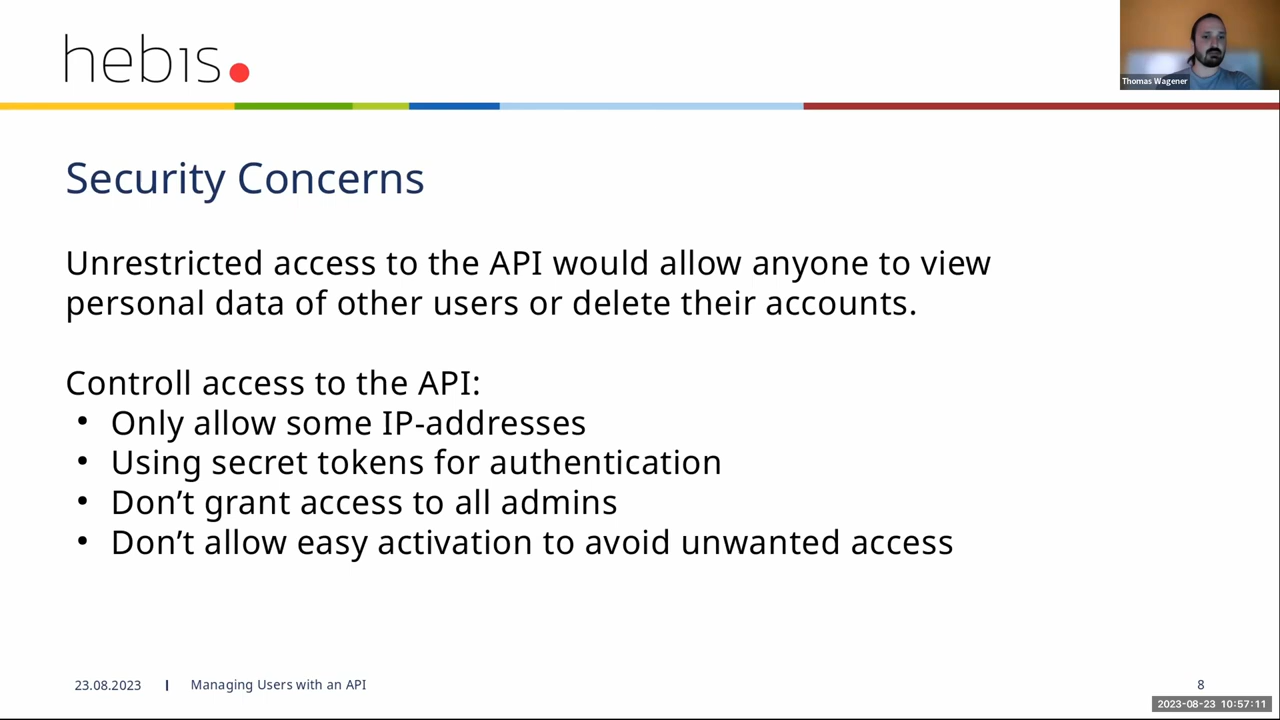 hebis
Thomas Wagener
Security Concerns
Unrestricted access to the API would allow anyone to view
personal data of other users or delete their accounts.
Controll access to the API:
• Only allow some IP-addresses
• Using secret tokens for authentication
• Don’t grant access to all admins
• Don’t allow easy activation to avoid unwanted access
23.08.2023 | Managing Users with an API 8
2023-08-23 10:57:11